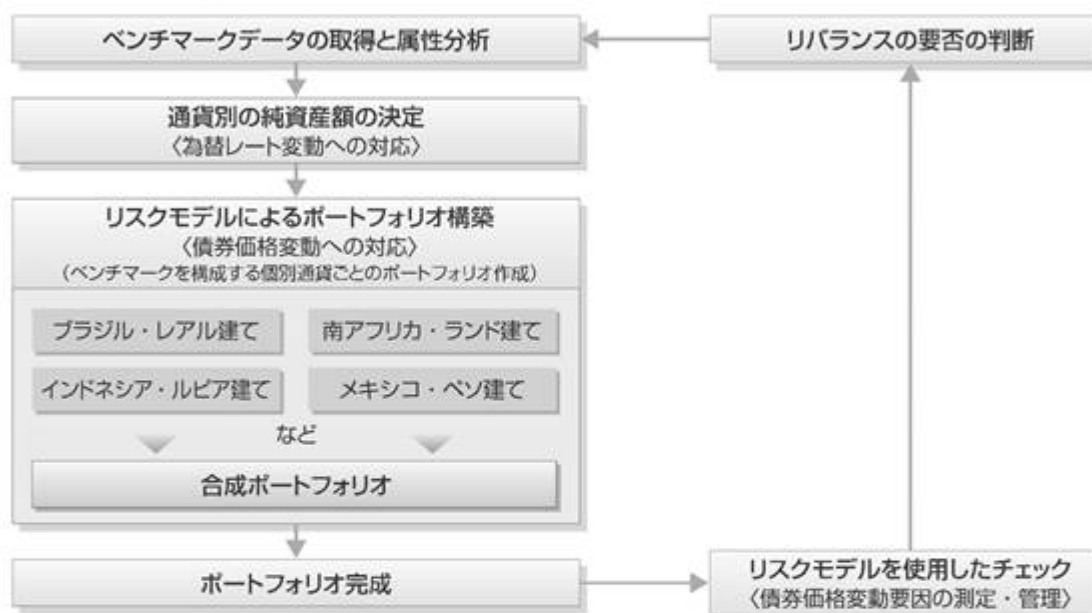 ベンチマークデータの取得と属性分析
リバランスの要否の判断
通貨別の純資産額の決定
〈為替レート変動への対応〉
リスクモデルによるポートフォリオ構築
〈債券価格変動への対応〉
(ベンチマークを構成する個別通貨ごとのポートフォリオ作成)
ブラジル・レアル建て
南アフリカ・ランド建て
インドネシア・ルピア建て
メキシコ・ペソ建て
など
合成ポートフォリオ
ポートフォリオ完成
リスクモデルを使用したチェック
〈債券価格変動要因の測定・管理〉